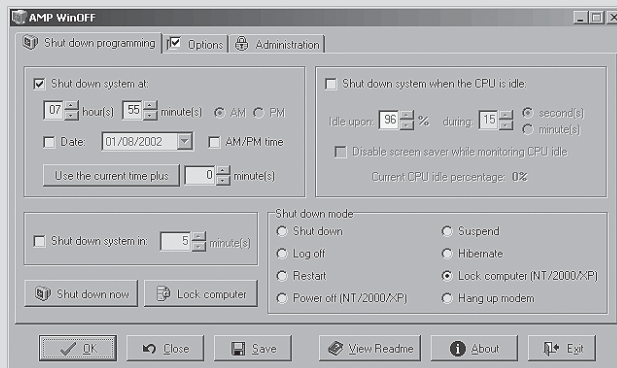 AMP WinOFF
Shut down programming
Options
Administration
Shut down system at:
07 hour(s) 55 minute(s) AM PM
Date: 01/08/2002 AM/PM time
Use the current time plus 0 minute(s)
Shut down system when the CPU is idle:
Idle upon: 96 % during: 15 second(s)
minute(s)
Disable screen saver while monitoring CPU idle
Current CPU idle percentage: 0%
Shut down system in: 5 minute(s)
Shut down now
Lock computer
Shut down mode
Shut down
Log off
Restart
Power off (NT/2000/XP)
Suspend
Hibernate
Lock computer (NT/2000/XP)
Hang up modem
OK
Close
Save
View Readme
About
Exit